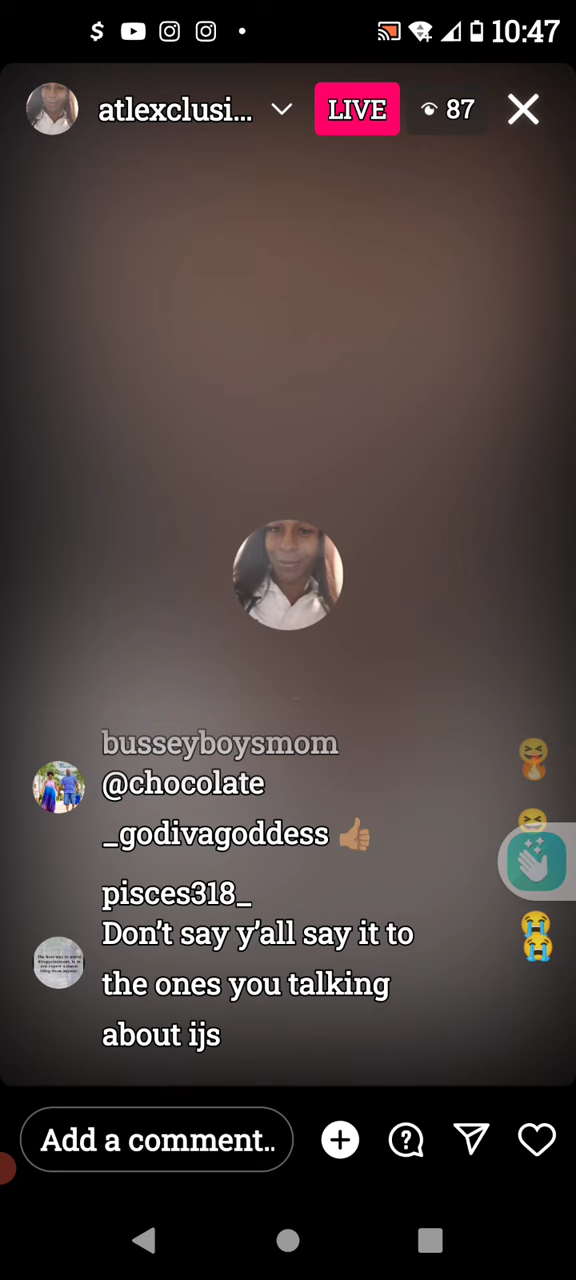 10:47
atlexclusi...
LIVE
87
busseyboysmom
@chocolate
_godivagoddess 👍🏽
pisces318_
Don't say y'all say it to
the ones you talking
about ijs
Add a comment..